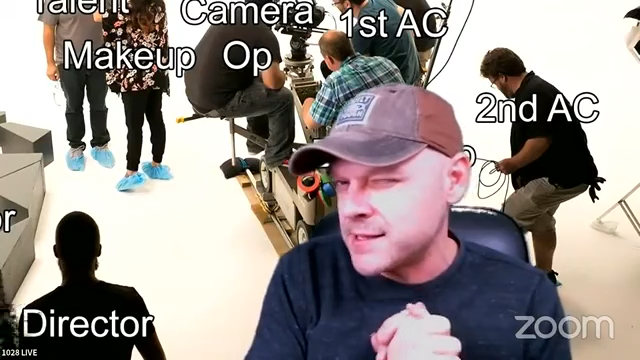 Talent
Camera
Op
1st AC
Makeup
2nd AC
Director
zoom
1028 LIVE